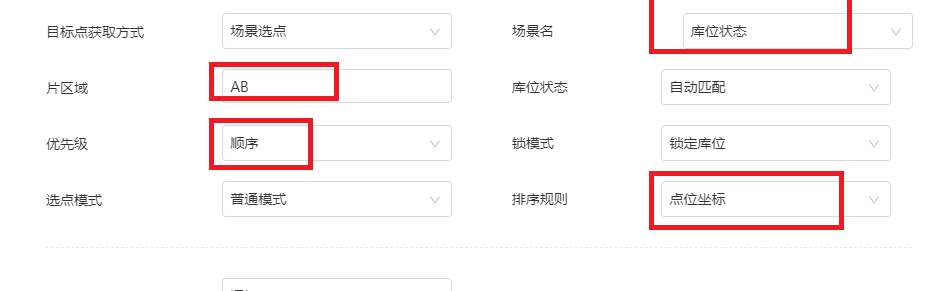 目标点获取方式 场景选点 场景名 库位状态
片区域 AB 库位状态 自动匹配
优先级 顺序 锁模式 锁定库位
选点模式 普通模式 排序规则 点位坐标